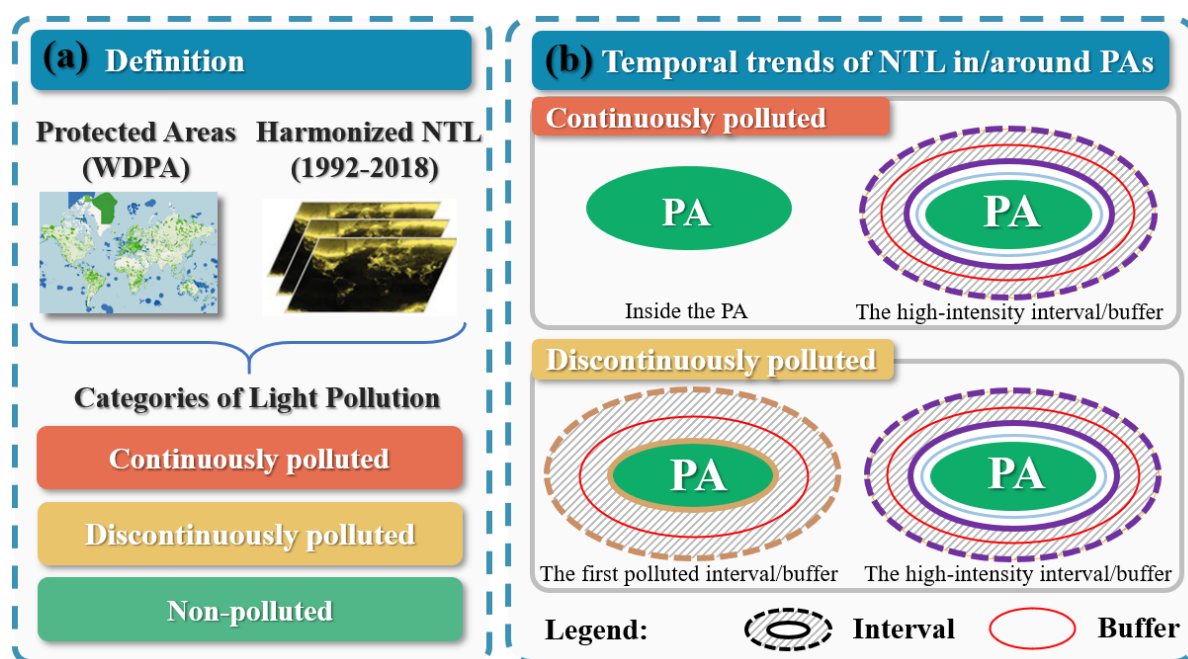 (a) Definition
Protected Areas
(WDPA)
Harmonized NTL
(1992-2018)
Categories of Light Pollution
Continuously polluted
Discontinuously polluted
Non-polluted
(b) Temporal trends of NTL in/around PAs
Continuously polluted
PA
Inside the PA
PA
The high-intensity interval/buffer
Discontinuously polluted
PA
The first polluted interval/buffer
PA
The high-intensity interval/buffer
Legend:
Interval
Buffer